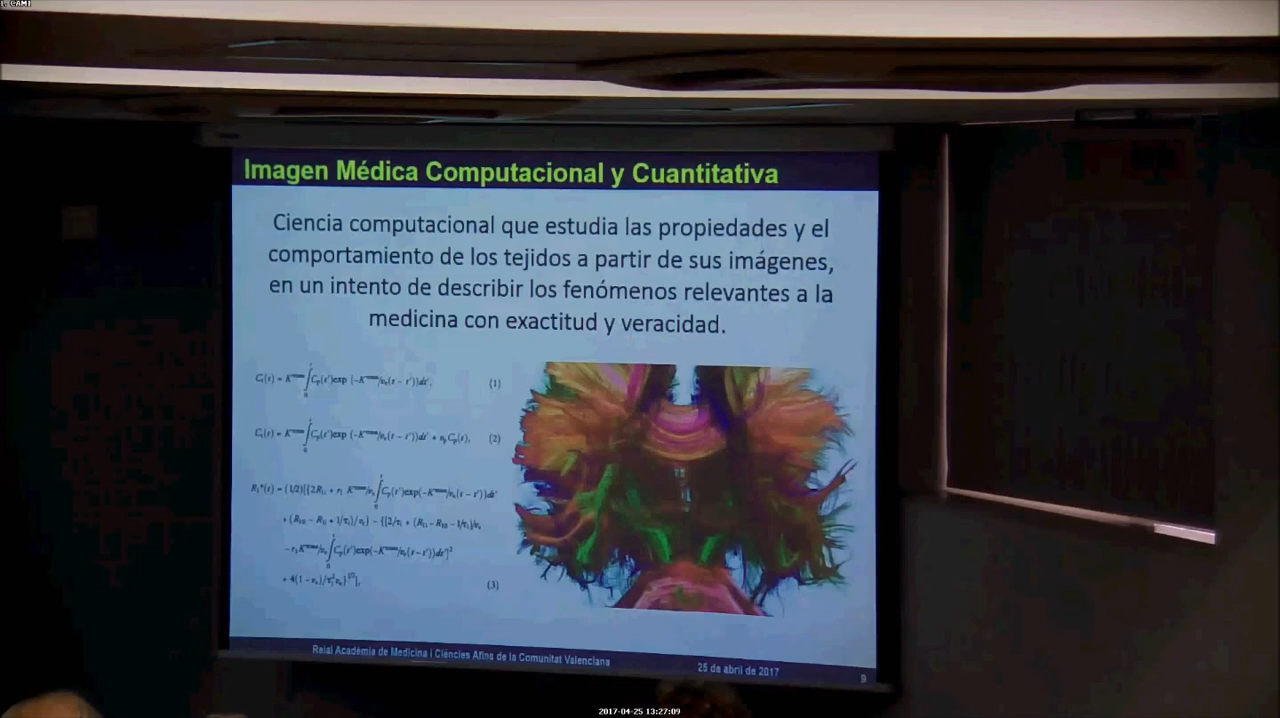 1, CAM1
Imagen Médica Computacional y Cuantitativa
Ciencia computacional que estudia las propiedades y el
comportamiento de los tejidos a partir de sus imágenes,
en un intento de describir los fenómenos relevantes a la
medicina con exactitud y veracidad.
(1)
(2)
(3)
Reial Acadèmia de Medicina i Ciències Afins de la Comunitat Valenciana
25 de abril de 2017
9
2017-04-25 13:27:09